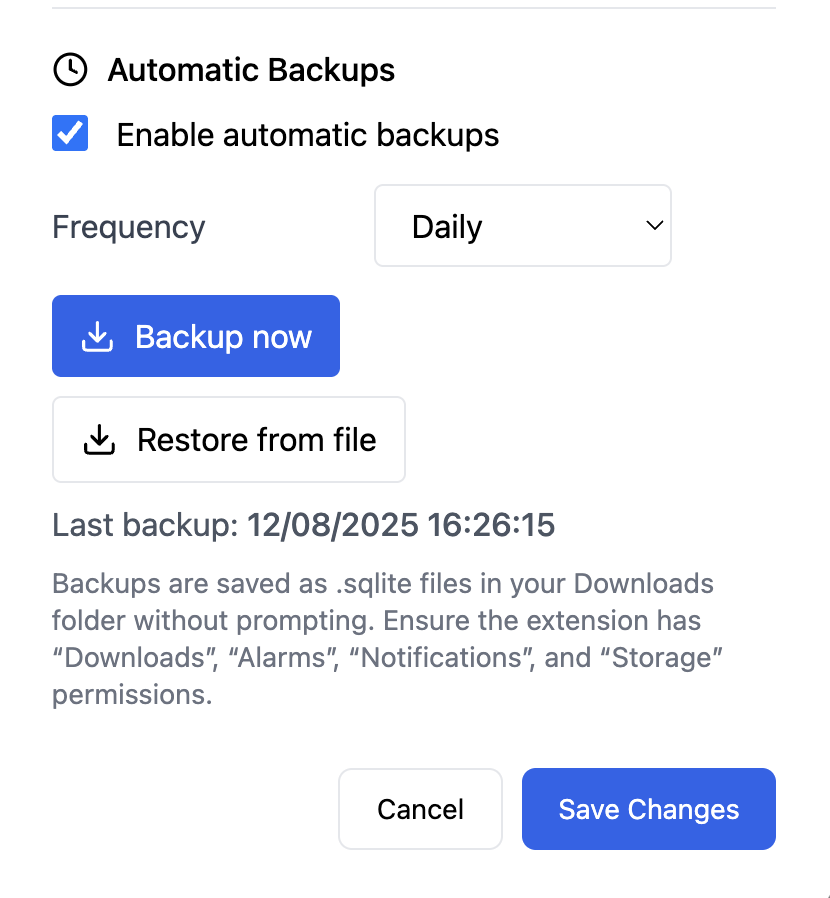 Automatic Backups
Enable automatic backups
Frequency
Daily
Backup now
Restore from file
Last backup: 12/08/2025 16:26:15
Backups are saved as .sqlite files in your Downloads
folder without prompting. Ensure the extension has
“Downloads”, “Alarms”, “Notifications”, and “Storage”
permissions.
Cancel
Save Changes